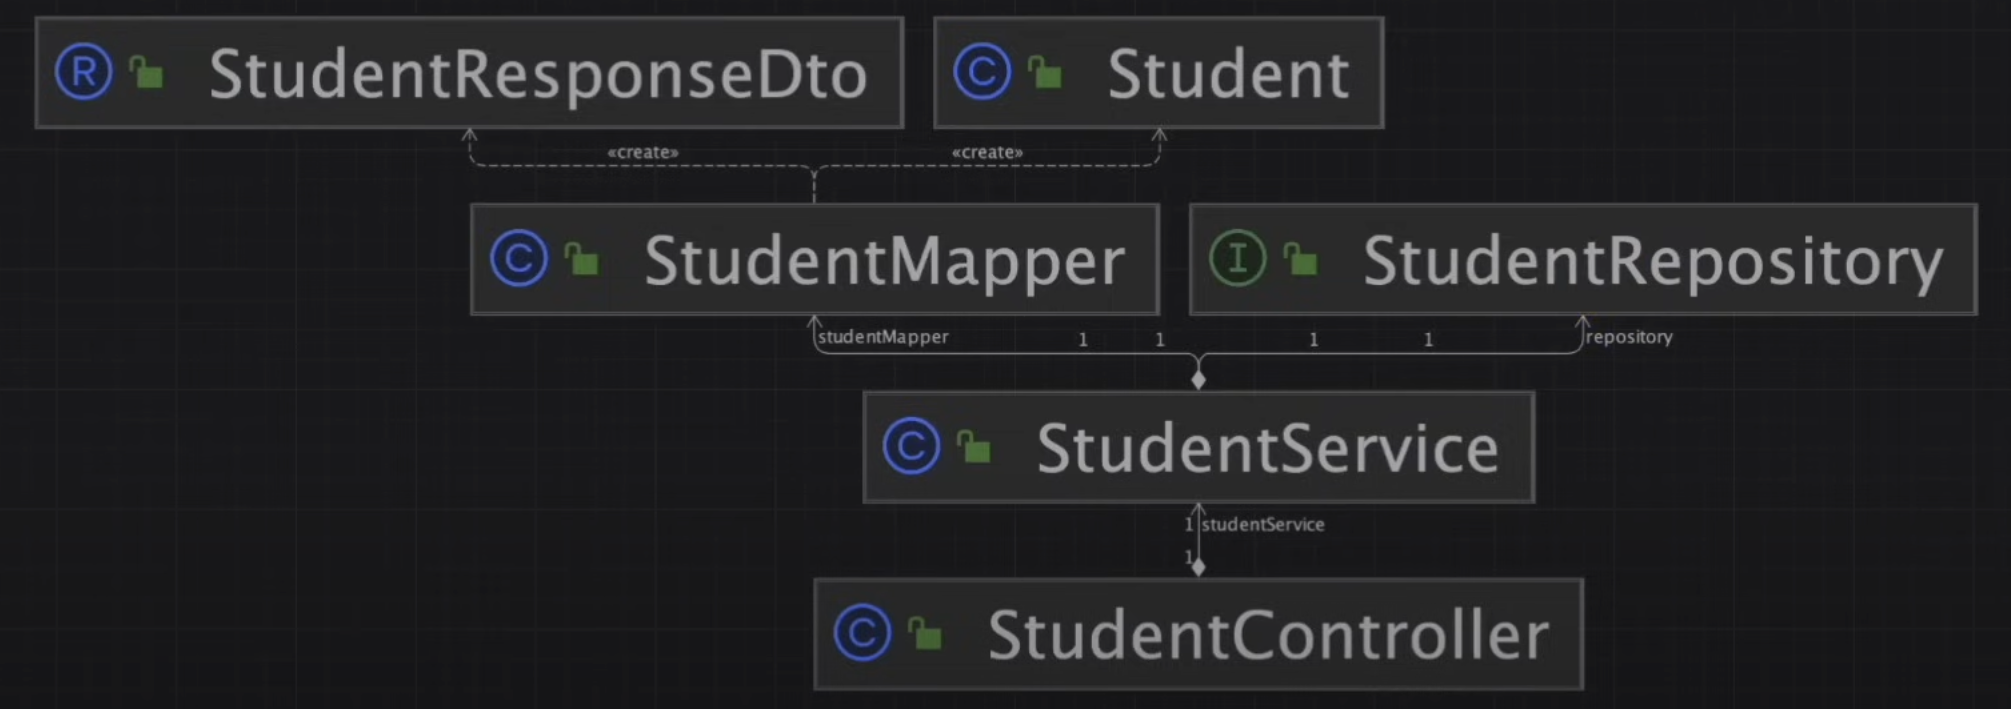 R StudentResponseDto
C Student
«create»
«create»
C StudentMapper
I StudentRepository
studentMapper 1 1 1 1 repository
C StudentService
1 studentService
1
C StudentController